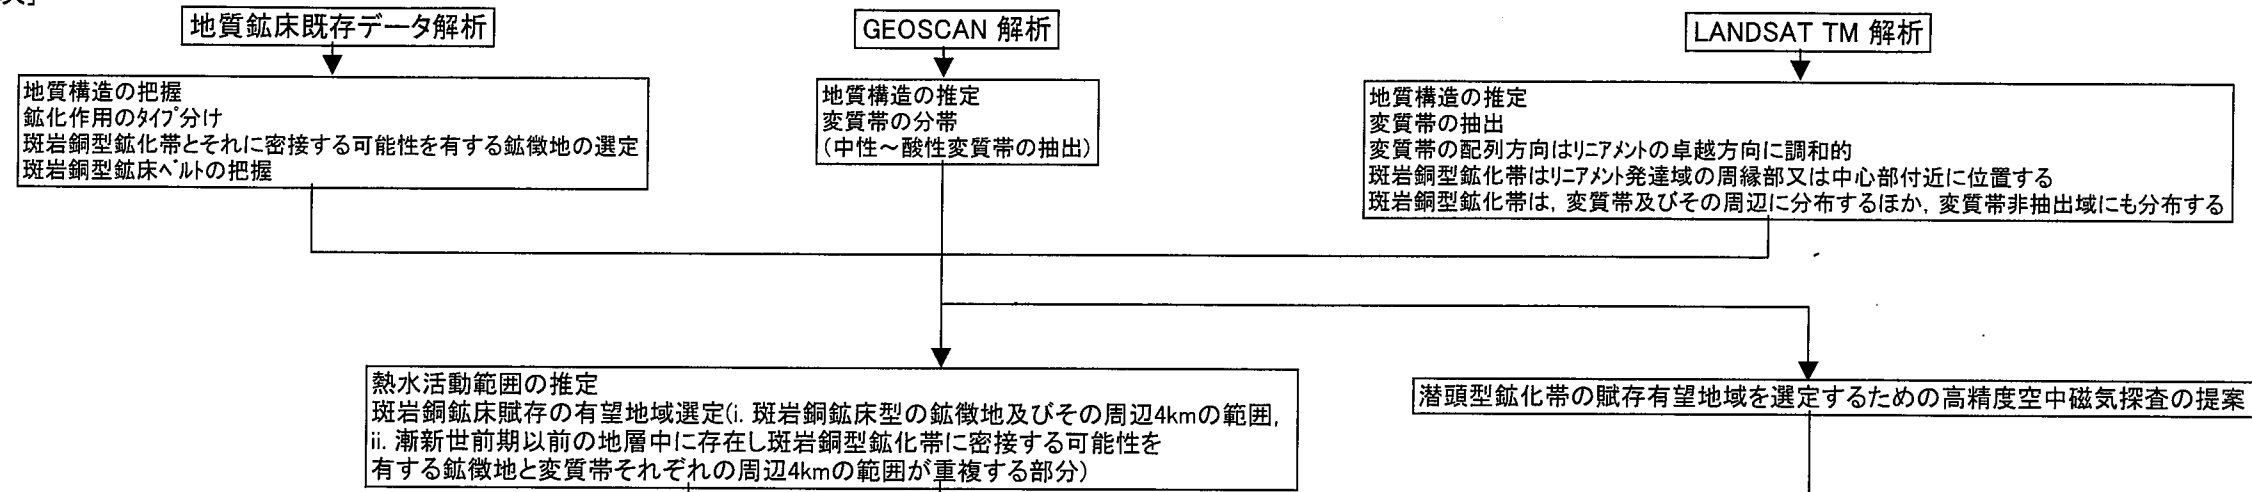 地質鉱床既存データ解析
GEOSCAN 解析
LANDSAT TM 解析
地質構造の把握
鉱化作用のタイプ分け
斑岩銅型鉱化帯とそれに密接する可能性を有する鉱徴地の選定
斑岩銅型鉱床ベルトの把握
地質構造の推定
変質帯の分帯
(中性～酸性変質帯の抽出)
地質構造の推定
変質帯の抽出
変質帯の配列方向はリニアメントの卓越方向に調和的
斑岩銅型鉱化帯はリニアメント発達域の周縁部又は中心部付近に位置する
斑岩銅型鉱化帯は, 変質帯及びその周辺に分布するほか, 変質帯非抽出域にも分布する
熱水活動範囲の推定
斑岩銅鉱床賦存の有望地域選定(i. 斑岩銅鉱床型の鉱徴地及びその周辺4kmの範囲,
ii. 漸新世前期以前の地層中に存在し斑岩銅型鉱化帯に密接する可能性を
有する鉱徴地と変質帯それぞれの周辺4kmの範囲が重複する部分)
潜頭型鉱化帯の賦存有望地域を選定するための高精度空中磁気探査の提案